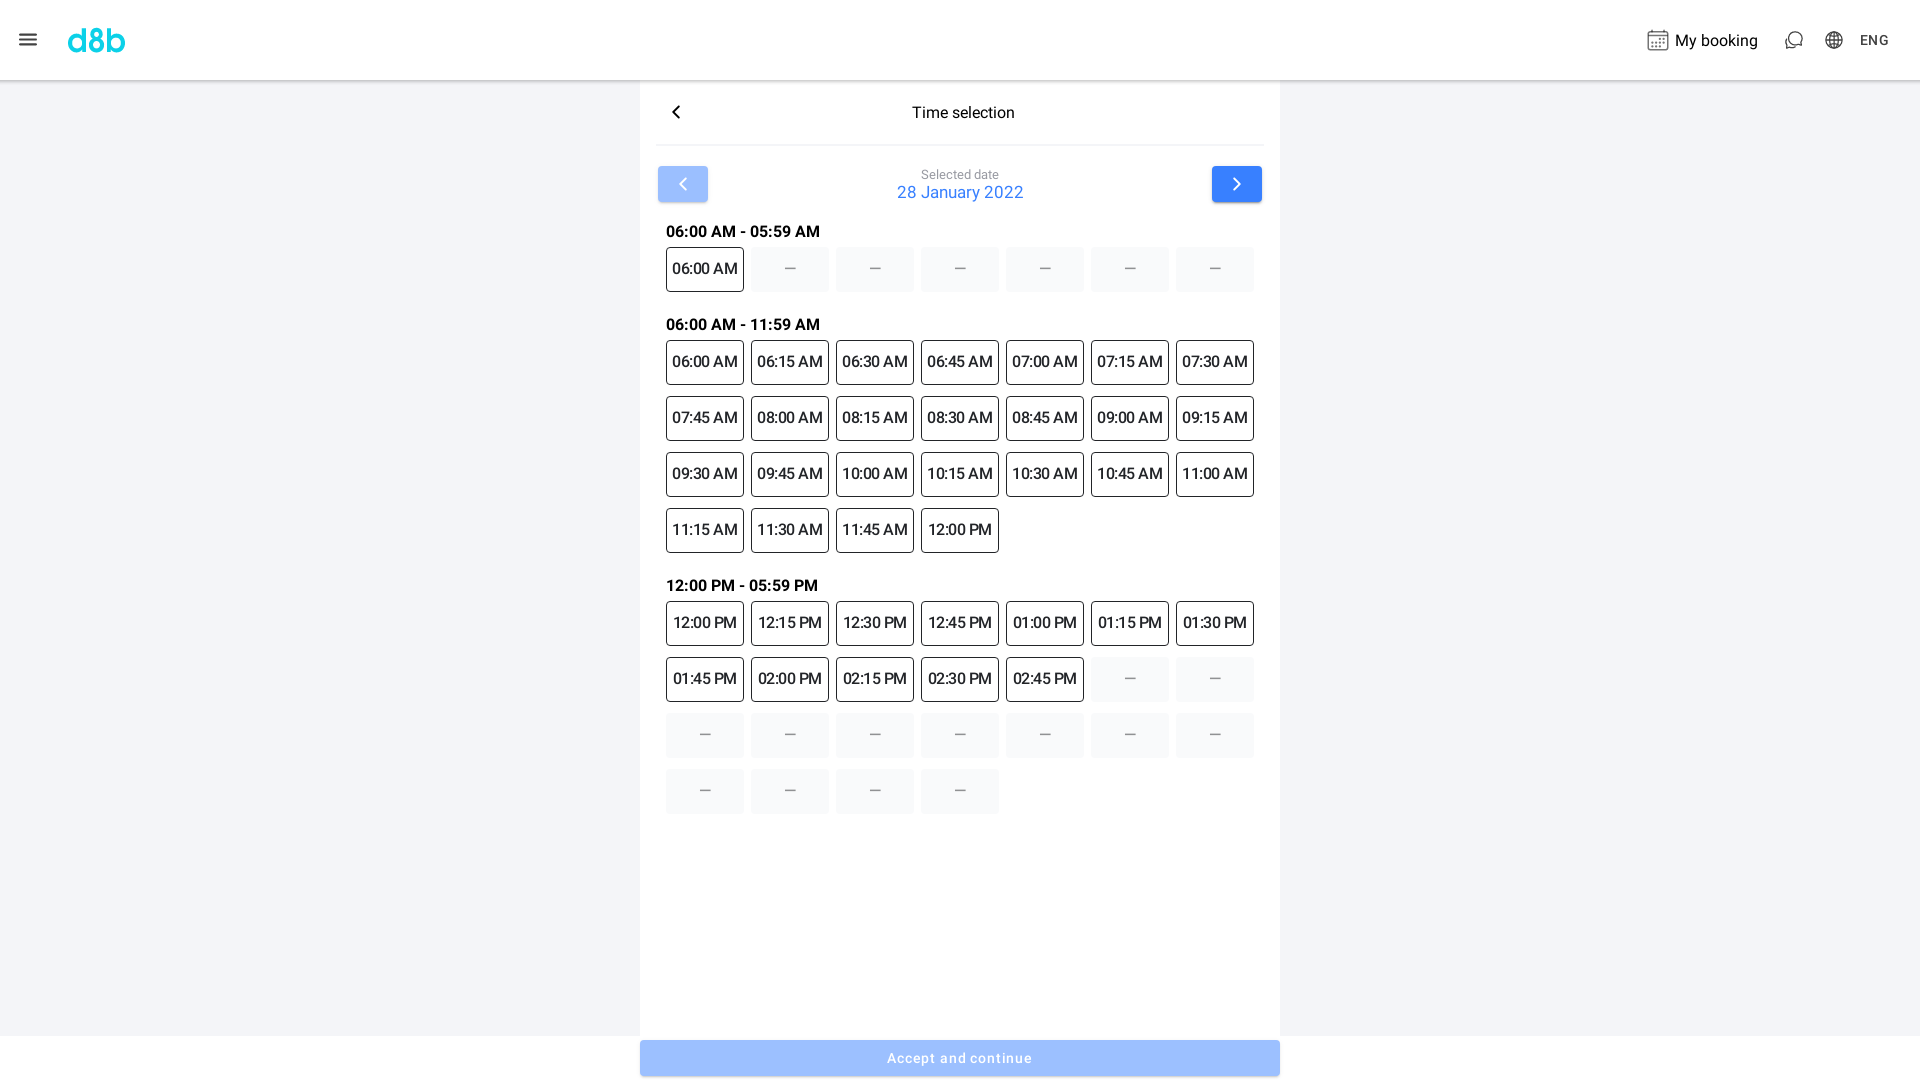 d8b
My booking
ENG
Time selection
Selected date
28 January 2022
06:00 AM - 05:59 AM
06:00 AM — — — — — —
06:00 AM - 11:59 AM
06:00 AM 06:15 AM 06:30 AM 06:45 AM 07:00 AM 07:15 AM 07:30 AM
07:45 AM 08:00 AM 08:15 AM 08:30 AM 08:45 AM 09:00 AM 09:15 AM
09:30 AM 09:45 AM 10:00 AM 10:15 AM 10:30 AM 10:45 AM 11:00 AM
11:15 AM 11:30 AM 11:45 AM 12:00 PM
12:00 PM - 05:59 PM
12:00 PM 12:15 PM 12:30 PM 12:45 PM 01:00 PM 01:15 PM 01:30 PM
01:45 PM 02:00 PM 02:15 PM 02:30 PM 02:45 PM — —
— — — — — — —
— — — —
Accept and continue